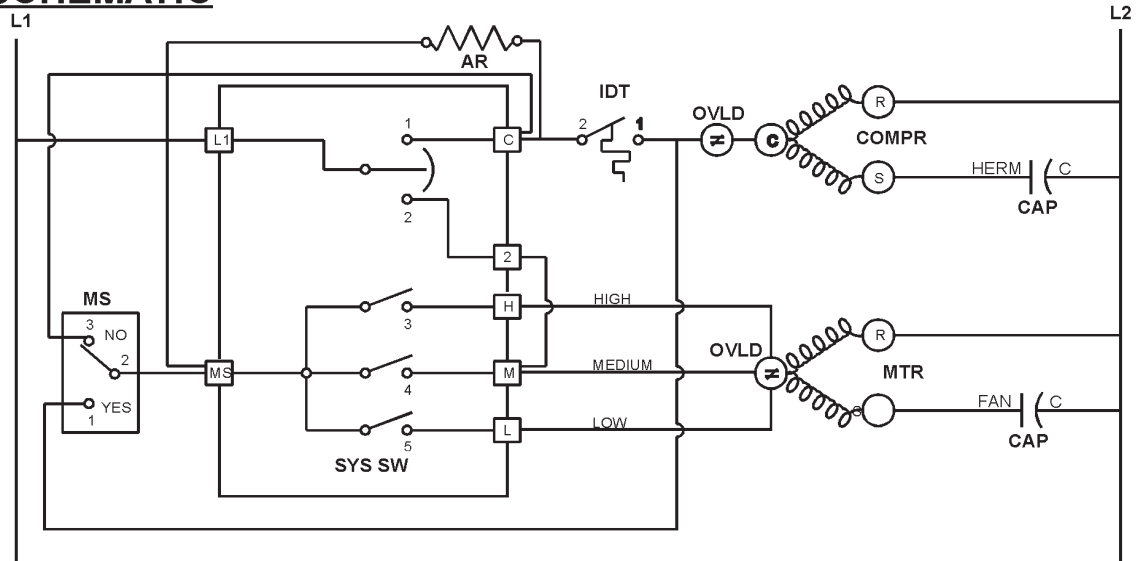 SCHEMATIC
L1
L2
AR
IDT
OVLD
COMPR
R
C
S
HERM
C
CAP
L1
1
C
2
1
2
2
MS
3
NO
2
YES
1
H
3
HIGH
MS
M
4
MEDIUM
L
5
LOW
SYS SW
OVLD
MTR
R
S
FAN
C
CAP